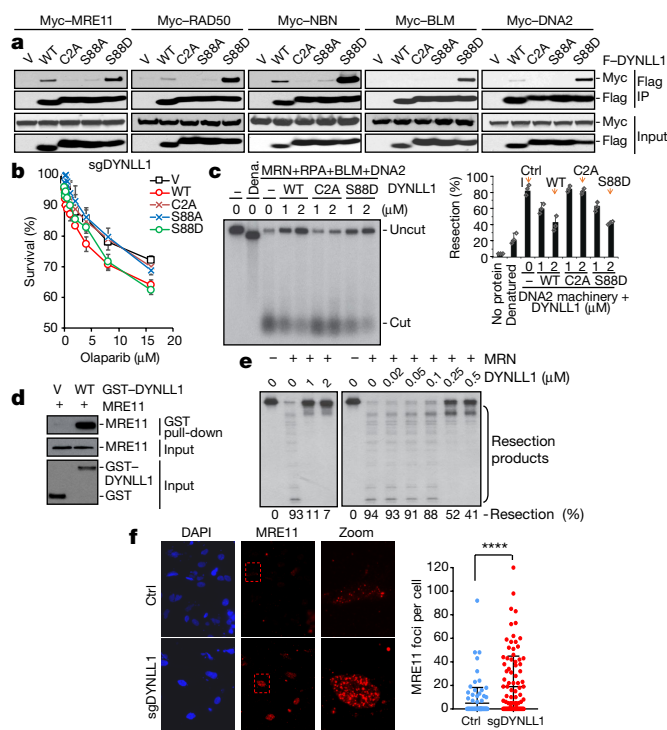 Myc–MRE11 Myc–RAD50 Myc–NBN Myc–BLM Myc–DNA2
a
V WT C2A S88A S88D V WT C2A S88A S88D V WT C2A S88A S88D V WT C2A S88A S88D V WT C2A S88A S88D F–DYNLL1
Myc Flag IP
Flag
Myc Input
Flag
b
sgDYNLL1
100
90
80
70
60
50
0 5 10 15 20
Survival (%)
Olaparib (μM)
V
WT
C2A
S88A
S88D
c
MRN+RPA+BLM+DNA2
– Dena. – WT C2A S88D DYNLL1
0 0 0 1 2 1 2 1 2 (μM)
Uncut
Cut
Resection (%)
100
80
60
40
20
0
Ctrl WT C2A S88D
No protein
Denatured
0 1 2 1 2 1 2
– WT C2A S88D
DNA2 machinery +
DYNLL1 (μM)
d
V WT GST–DYNLL1
+ + MRE11
MRE11 GST pull-down
MRE11 Input
GST–DYNLL1 Input
GST
e
– + + + – + + + + + + MRN
0 0 1 2 0 0 0.02 0.05 0.1 0.25 0.5 DYNLL1 (μM)
Resection products
0 93 11 7 0 94 93 91 88 52 41 Resection (%)
f
DAPI MRE11 Zoom
Ctrl
sgDYNLL1
MRE11 foci per cell
120
100
80
60
40
20
0
****
Ctrl sgDYNLL1